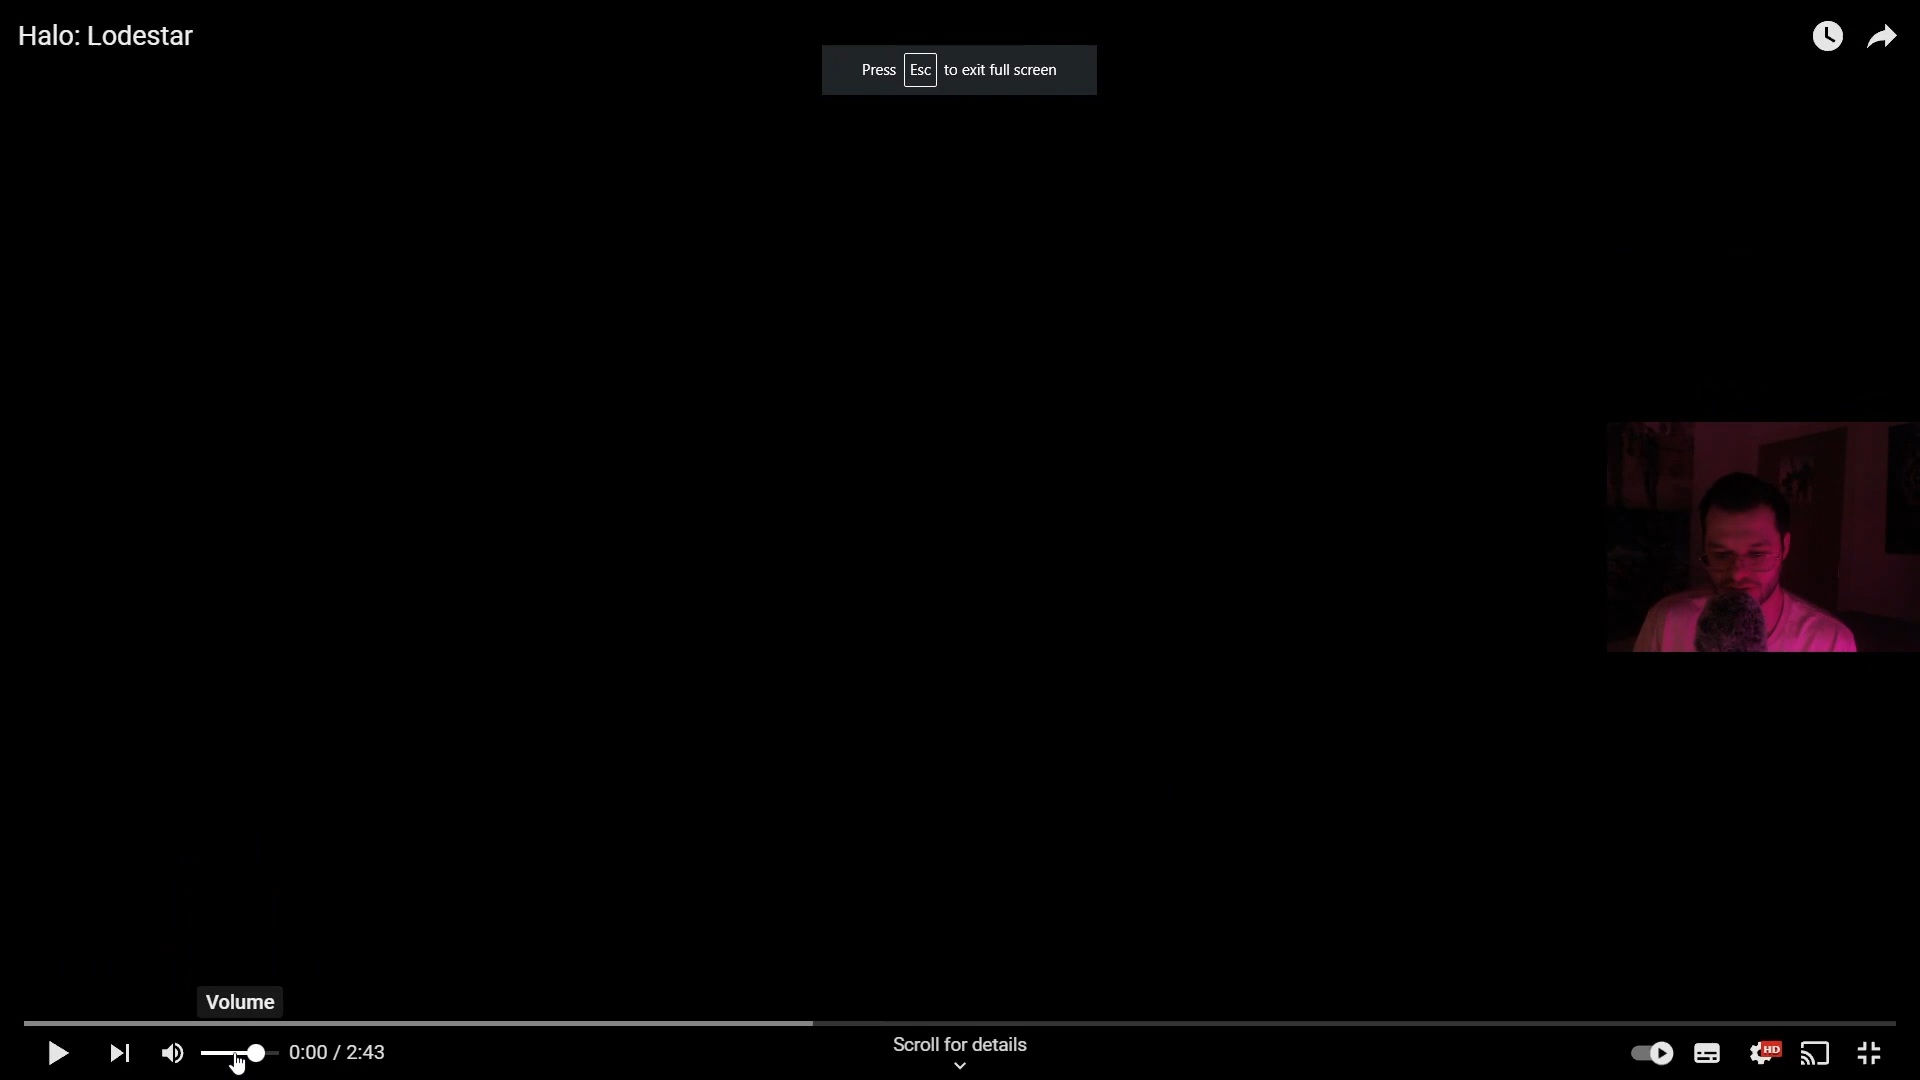 Halo: Lodestar
Press Esc to exit full screen
Volume
0:00 / 2:43
Scroll for details
HD